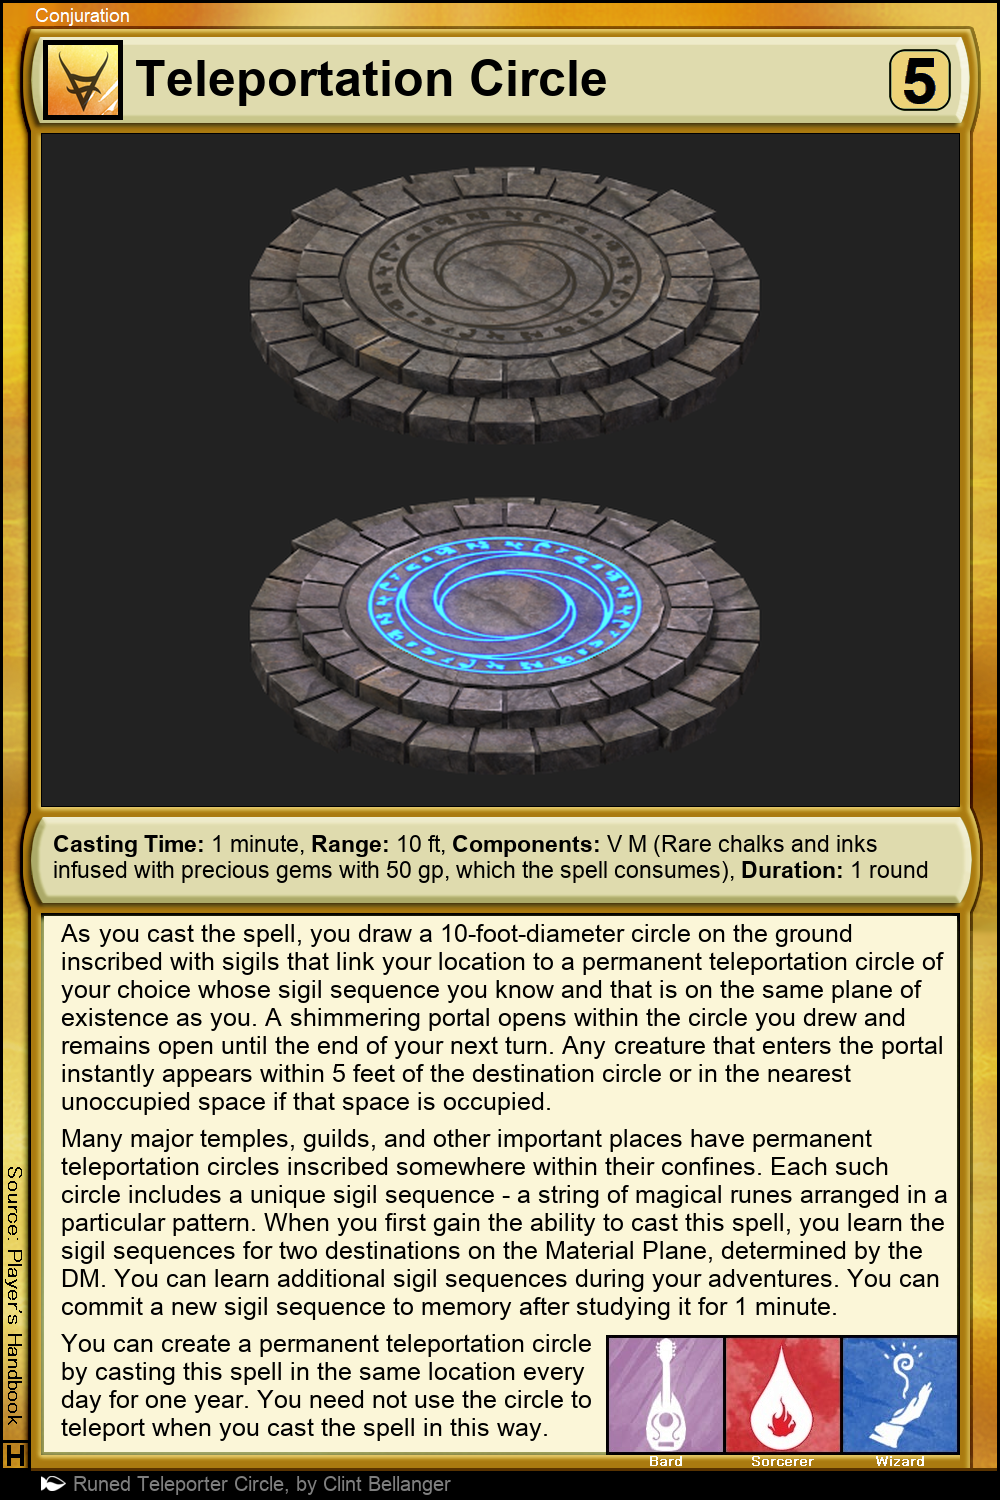 Conjuration
Teleportation Circle
5
Casting Time: 1 minute, Range: 10 ft, Components: V M (Rare chalks and inks
infused with precious gems with 50 gp, which the spell consumes), Duration: 1 round
As you cast the spell, you draw a 10-foot-diameter circle on the ground
inscribed with sigils that link your location to a permanent teleportation circle of
your choice whose sigil sequence you know and that is on the same plane of
existence as you. A shimmering portal opens within the circle you drew and
remains open until the end of your next turn. Any creature that enters the portal
instantly appears within 5 feet of the destination circle or in the nearest
unoccupied space if that space is occupied.
Many major temples, guilds, and other important places have permanent
teleportation circles inscribed somewhere within their confines. Each such
circle includes a unique sigil sequence - a string of magical runes arranged in a
particular pattern. When you first gain the ability to cast this spell, you learn the
sigil sequences for two destinations on the Material Plane, determined by the
DM. You can learn additional sigil sequences during your adventures. You can
commit a new sigil sequence to memory after studying it for 1 minute.
You can create a permanent teleportation circle
by casting this spell in the same location every
day for one year. You need not use the circle to
teleport when you cast the spell in this way.
Bard
Sorcerer
Wizard
Source: Player's Handbook
H
Runed Teleporter Circle, by Clint Bellanger